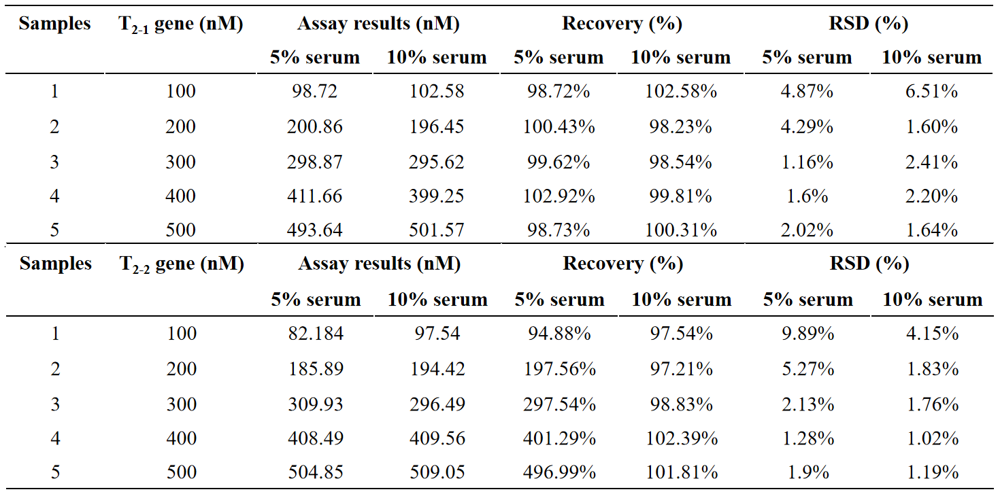 Samples T2-1 gene (nM) Assay results (nM) Recovery (%) RSD (%)
5% serum 10% serum 5% serum 10% serum 5% serum 10% serum
1 100 98.72 102.58 98.72% 102.58% 4.87% 6.51%
2 200 200.86 196.45 100.43% 98.23% 4.29% 1.60%
3 300 298.87 295.62 99.62% 98.54% 1.16% 2.41%
4 400 411.66 399.25 102.92% 99.81% 1.6% 2.20%
5 500 493.64 501.57 98.73% 100.31% 2.02% 1.64%
Samples T2-2 gene (nM) Assay results (nM) Recovery (%) RSD (%)
5% serum 10% serum 5% serum 10% serum 5% serum 10% serum
1 100 82.184 97.54 94.88% 97.54% 9.89% 4.15%
2 200 185.89 194.42 197.56% 97.21% 5.27% 1.83%
3 300 309.93 296.49 297.54% 98.83% 2.13% 1.76%
4 400 408.49 409.56 401.29% 102.39% 1.28% 1.02%
5 500 504.85 509.05 496.99% 101.81% 1.9% 1.19%